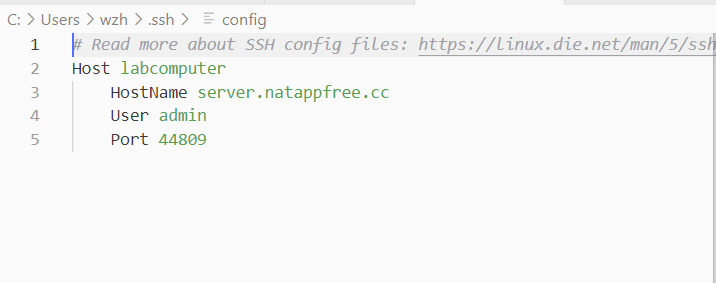 C: > Users > wzh > .ssh > config
1 # Read more about SSH config files: https://linux.die.net/man/5/ssh
2 Host labcomputer
3 HostName server.natappfree.cc
4 User admin
5 Port 44809